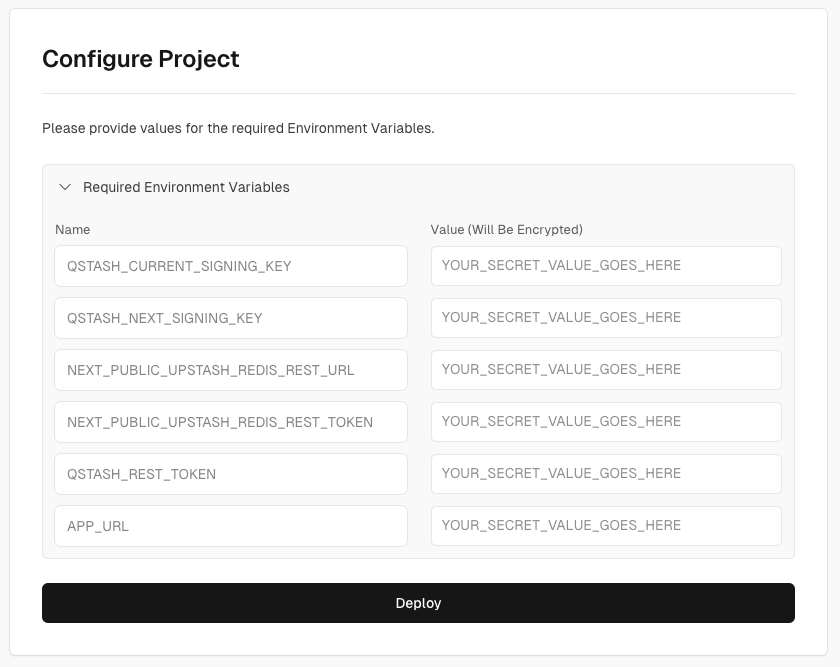 Configure Project
Please provide values for the required Environment Variables.
Required Environment Variables
Name Value (Will Be Encrypted)
QSTASH_CURRENT_SIGNING_KEY YOUR_SECRET_VALUE_GOES_HERE
QSTASH_NEXT_SIGNING_KEY YOUR_SECRET_VALUE_GOES_HERE
NEXT_PUBLIC_UPSTASH_REDIS_REST_URL YOUR_SECRET_VALUE_GOES_HERE
NEXT_PUBLIC_UPSTASH_REDIS_REST_TOKEN YOUR_SECRET_VALUE_GOES_HERE
QSTASH_REST_TOKEN YOUR_SECRET_VALUE_GOES_HERE
APP_URL YOUR_SECRET_VALUE_GOES_HERE
Deploy